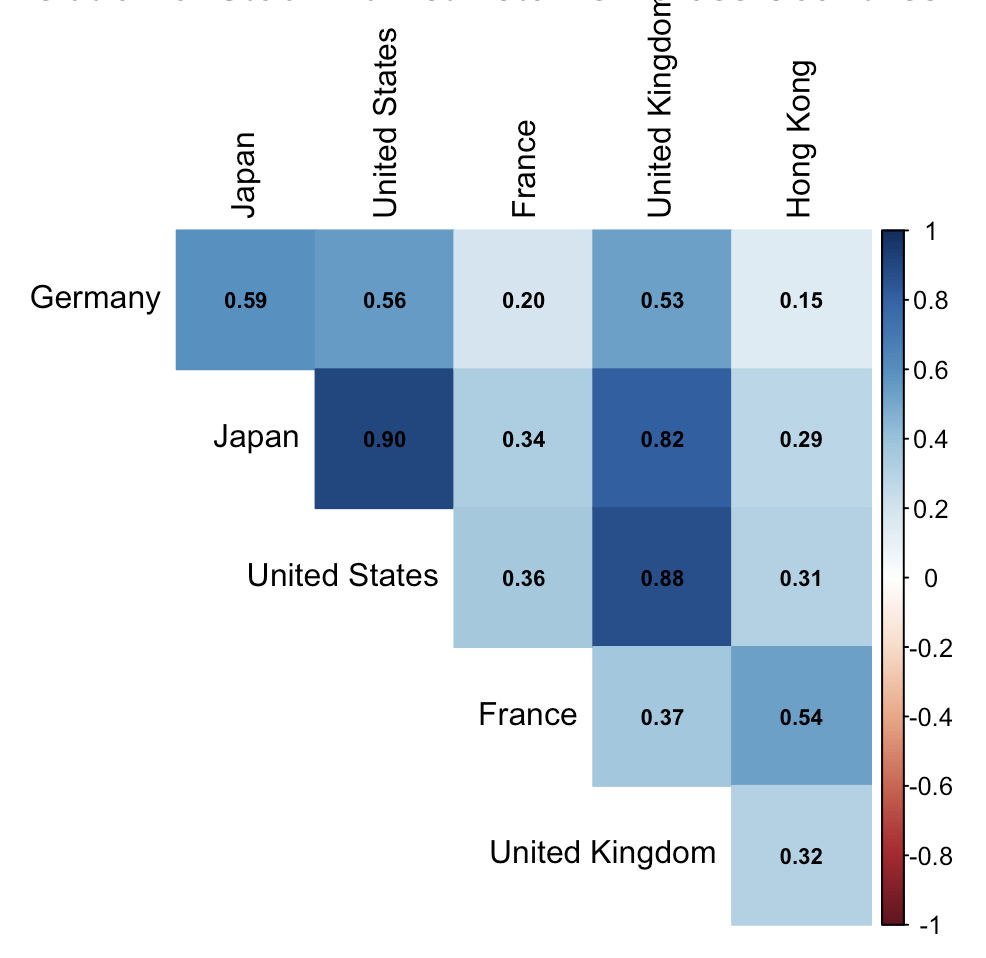 Japan
United States
France
United Kingdom
Hong Kong
Germany 0.59 0.56 0.20 0.53 0.15
Japan 0.90 0.34 0.82 0.29
United States 0.36 0.88 0.31
France 0.37 0.54
United Kingdom 0.32
1
0.8
0.6
0.4
0.2
0
-0.2
-0.4
-0.6
-0.8
-1